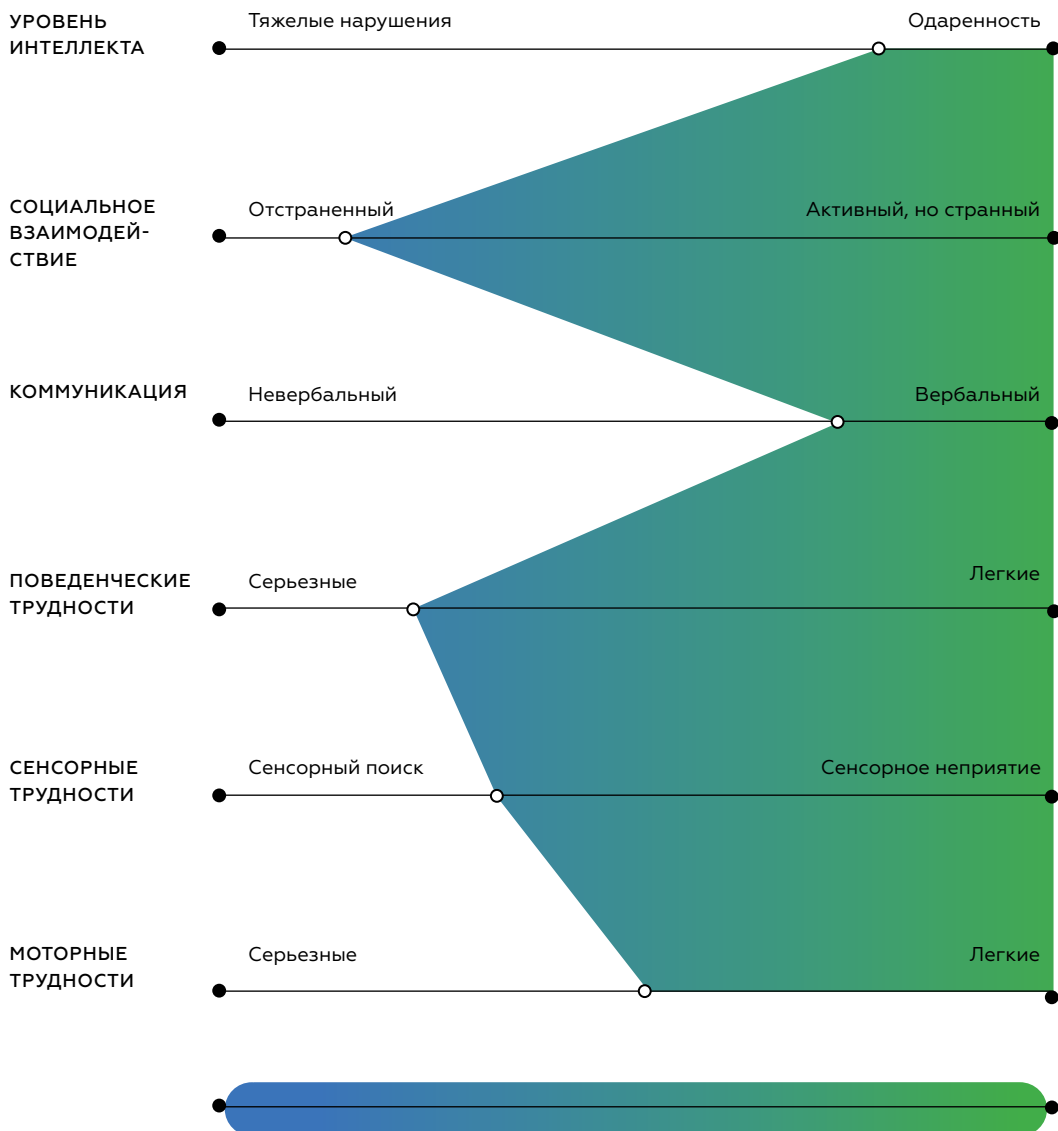 УРОВЕНЬ
ИНТЕЛЛЕКТА
Тяжелые нарушения
Одаренность
СОЦИАЛЬНОЕ
ВЗАИМОДЕЙ-
СТВИЕ
Отстраненный
Активный, но странный
КОММУНИКАЦИЯ
Невербальный
Вербальный
ПОВЕДЕНЧЕСКИЕ
ТРУДНОСТИ
Серьезные
Легкие
СЕНСОРНЫЕ
ТРУДНОСТИ
Сенсорный поиск
Сенсорное неприятие
МОТОРНЫЕ
ТРУДНОСТИ
Серьезные
Легкие